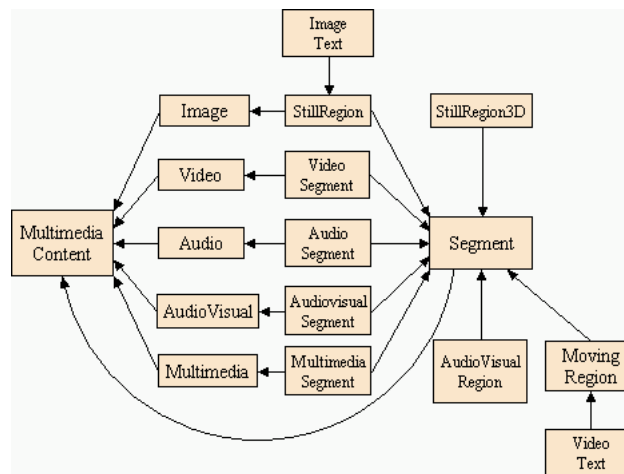 Image
Text
Image
StillRegion
StillRegion3D
Video
Video
Segment
Multimedia
Content
Audio
Audio
Segment
Segment
AudioVisual
Audiovisual
Segment
Multimedia
Multimedia
Segment
AudioVisual
Region
Moving
Region
Video
Text